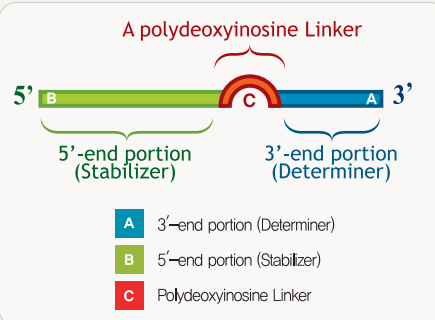 A polydeoxyinosine Linker
5’ B C A 3’
5’-end portion
(Stabilizer)
3’-end portion
(Determiner)
A 3′–end portion (Determiner)
B 5′–end portion (Stabilizer)
C Polydeoxyinosine Linker